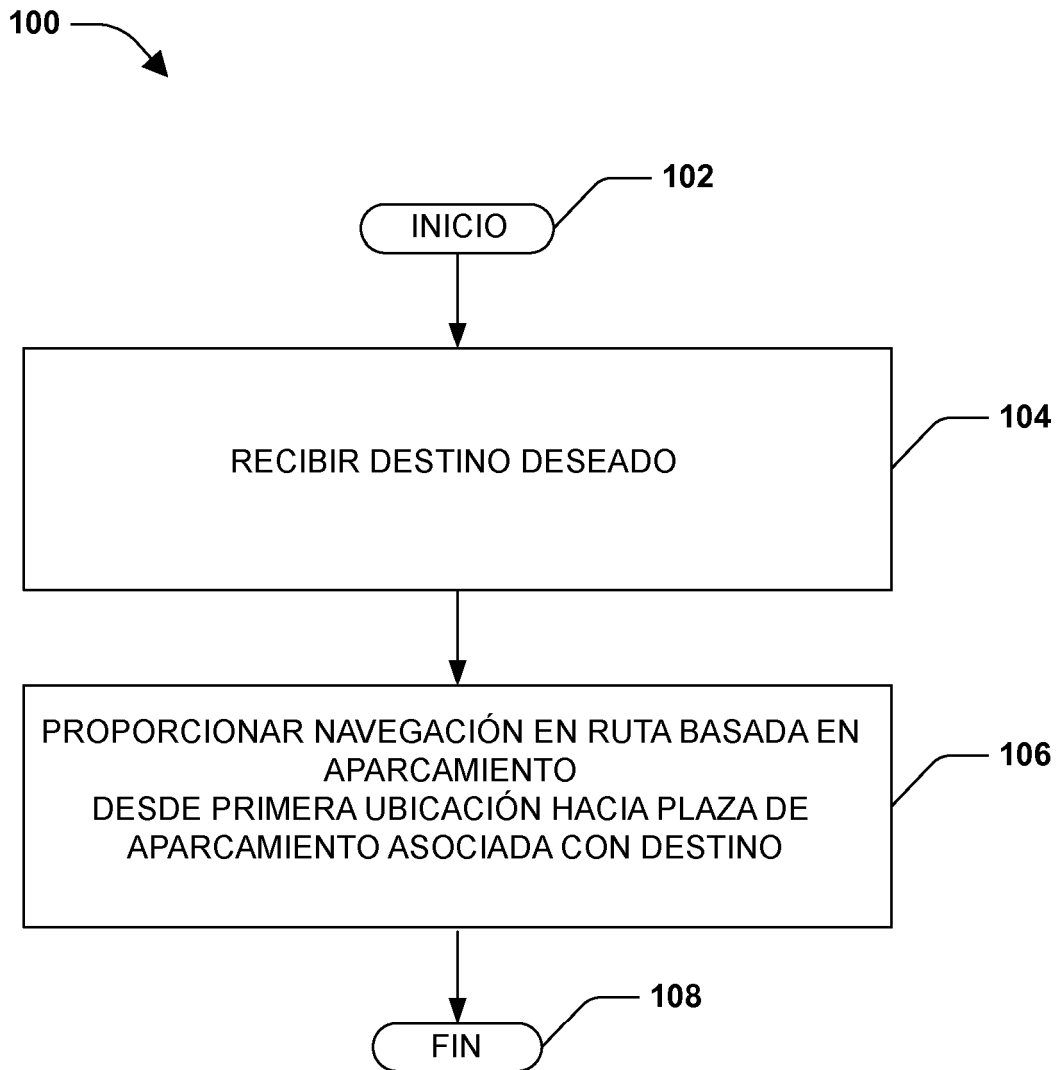 100
102
INICIO
104
RECIBIR DESTINO DESEADO
106
PROPORCIONAR NAVEGACIÓN EN RUTA BASADA EN
APARCAMIENTO
DESDE PRIMERA UBICACIÓN HACIA PLAZA DE
APARCAMIENTO ASOCIADA CON DESTINO
108
FIN